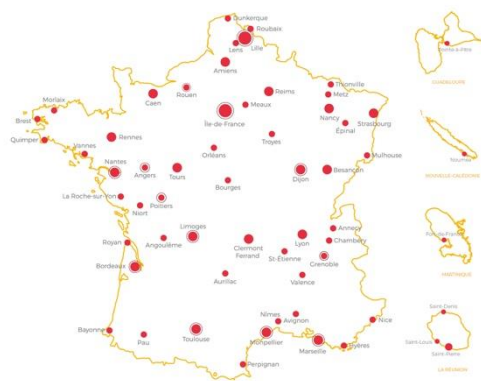 Dunkerque
Roubaix
Lille
Lens
Amiens
Thionville
Rouen
Reims
Metz
Caen
Meaux
Morlaix
Nancy
Strasbourg
Île-de-France
Brest
Épinal
Rennes
Troyes
Quimper
Orléans
Vannes
Mulhouse
Nantes
Angers
Tours
Dijon
Besançon
Bourges
La Roche-sur-Yon
Poitiers
Niort
Limoges
Annecy
Royan
Angoulême
Clermont
Ferrand
Lyon
Chambéry
St-Étienne
Grenoble
Bordeaux
Aurillac
Valence
Nîmes
Avignon
Nice
Bayonne
Pau
Toulouse
Montpellier
Marseille
Hyères
Perpignan
Pointe-à-Pitre
GUADELOUPE
Nouméa
NOUVELLE CALÉDONIE
Fort-de-France
MARTINIQUE
Saint-Denis
Saint-Louis
Saint-Pierre
LA RÉUNION